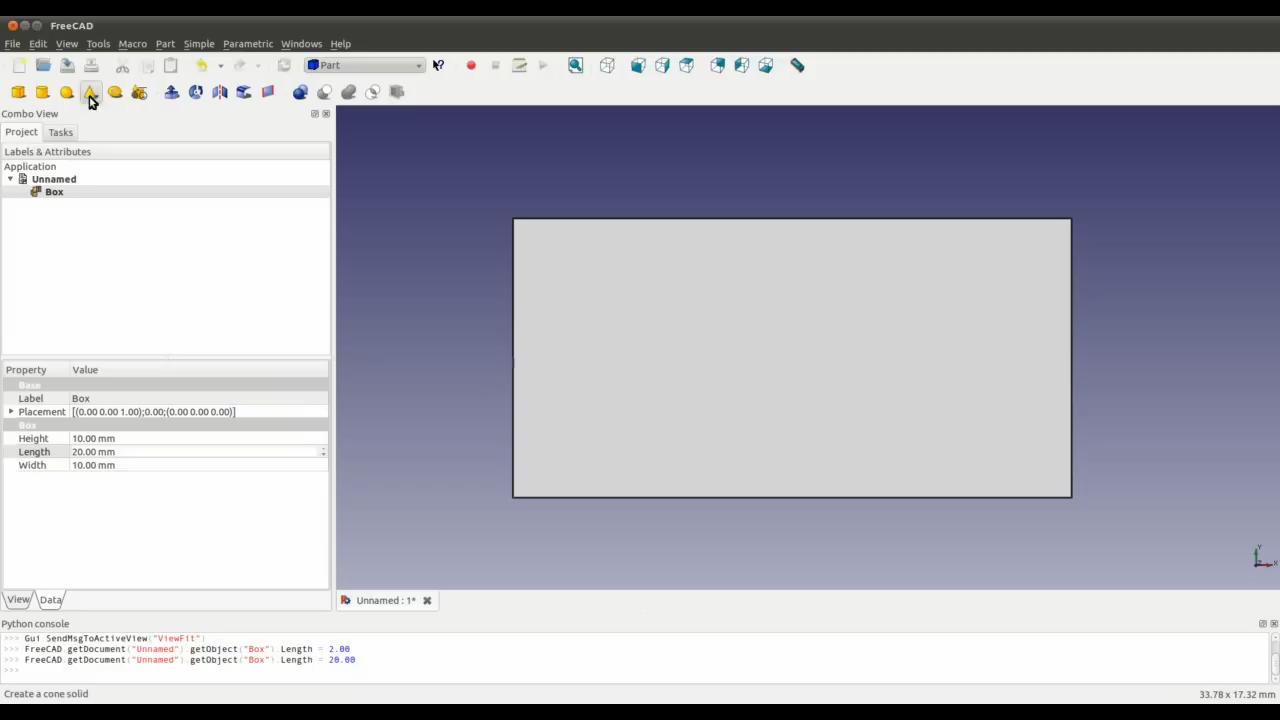 FreeCAD
File Edit View Tools Macro Part Simple Parametric Windows Help
Part
Combo View
Project Tasks
Labels & Attributes
Application
Unnamed
Box
Property Value
Base
Label Box
Placement [(0.00 0.00 1.00);0.00;(0.00 0.00 0.00)]
Box
Height 10.00 mm
Length 20.00 mm
Width 10.00 mm
Y
X
View Data
Unnamed : 1*
Python console
>>> Gui.SendMsgToActiveView("ViewFit")
>>> FreeCAD.getDocument("Unnamed").getObject("Box").Length = 2.00
>>> FreeCAD.getDocument("Unnamed").getObject("Box").Length = 20.00
>>>
Create a cone solid
33.78 x 17.32 mm